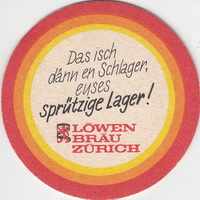 Das isch
dänn en Schlager,
euses
sprützige Lager!
LÖWEN
BRÄU
ZÜRICH